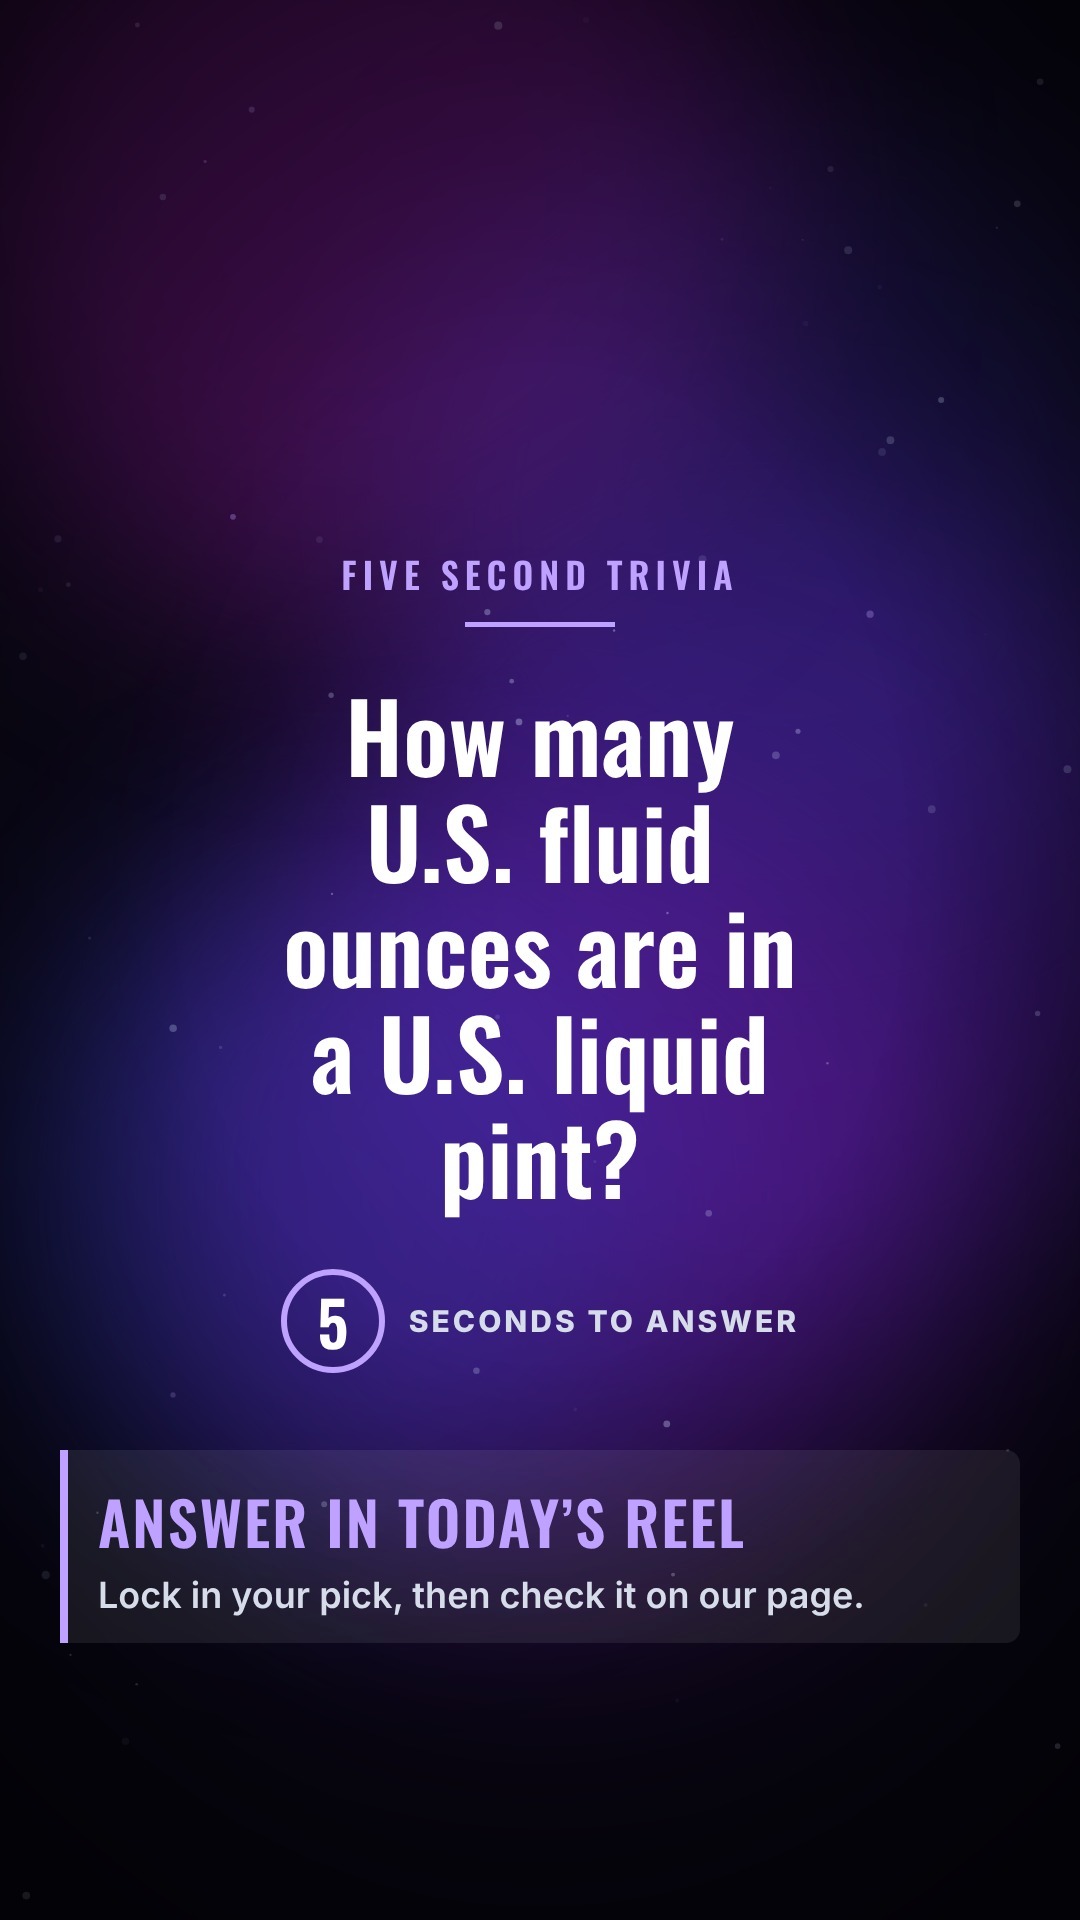 FIVE SECOND TRIVIA
How many
U.S. fluid
ounces are in
a U.S. liquid
pint?
5 SECONDS TO ANSWER
ANSWER IN TODAY’S REEL
Lock in your pick, then check it on our page.